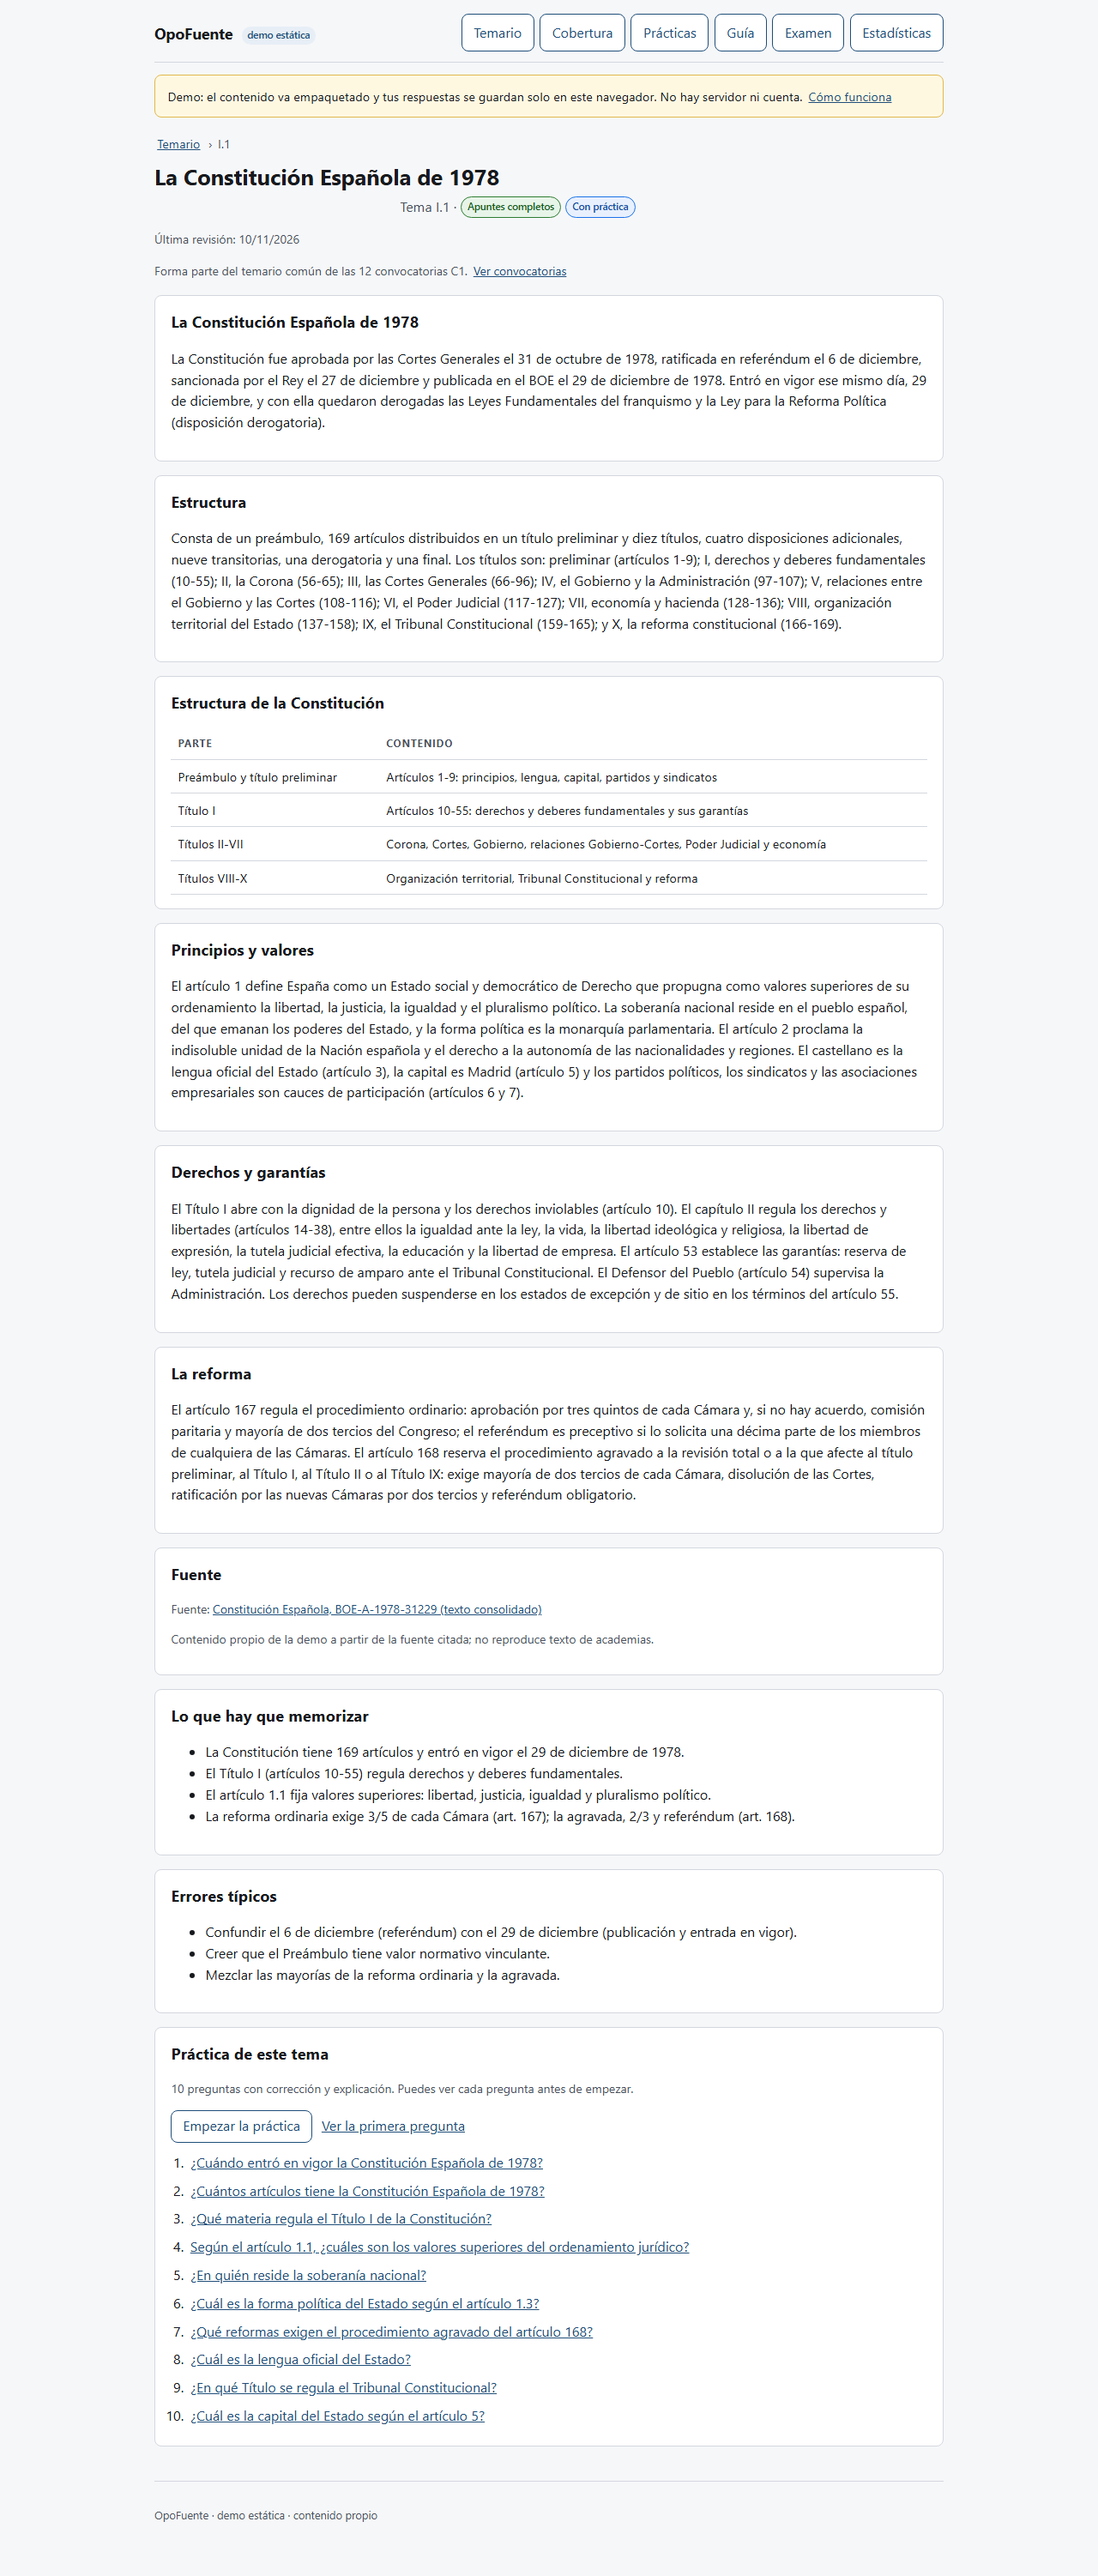 OpoFuente demo estática Temario Cobertura Prácticas Guía Examen Estadísticas
Demo: el contenido va empaquetado y tus respuestas se guardan solo en este navegador. No hay servidor ni cuenta. Cómo funciona
Temario › I.1
La Constitución Española de 1978
Tema I.1 · Apuntes completos Con práctica
Última revisión: 10/11/2026
Forma parte del temario común de las 12 convocatorias C1. Ver convocatorias
La Constitución Española de 1978
La Constitución fue aprobada por las Cortes Generales el 31 de octubre de 1978, ratificada en referéndum el 6 de diciembre,
sancionada por el Rey el 27 de diciembre y publicada en el BOE el 29 de diciembre de 1978. Entró en vigor ese mismo día, 29
de diciembre, y con ella quedaron derogadas las Leyes Fundamentales del franquismo y la Ley para la Reforma Política
(disposición derogatoria).
Estructura
Consta de un preámbulo, 169 artículos distribuidos en un título preliminar y diez títulos, cuatro disposiciones adicionales,
nueve transitorias, una derogatoria y una final. Los títulos son: preliminar (artículos 1-9); I, derechos y deberes fundamentales
(10-55); II, la Corona (56-65); III, las Cortes Generales (66-96); IV, el Gobierno y la Administración (97-107); V, relaciones entre
el Gobierno y las Cortes (108-116); VI, el Poder Judicial (117-127); VII, economía y hacienda (128-136); VIII, organización
territorial del Estado (137-158); IX, el Tribunal Constitucional (159-165); y X, la reforma constitucional (166-169).
Estructura de la Constitución
PARTE CONTENIDO
Preámbulo y título preliminar Artículos 1-9: principios, lengua, capital, partidos y sindicatos
Título I Artículos 10-55: derechos y deberes fundamentales y sus garantías
Títulos II-VII Corona, Cortes, Gobierno, relaciones Gobierno-Cortes, Poder Judicial y economía
Títulos VIII-X Organización territorial, Tribunal Constitucional y reforma
Principios y valores
El artículo 1 define España como un Estado social y democrático de Derecho que propugna como valores superiores de su
ordenamiento la libertad, la justicia, la igualdad y el pluralismo político. La soberanía nacional reside en el pueblo español,
del que emanan los poderes del Estado, y la forma política es la monarquía parlamentaria. El artículo 2 proclama la
indisoluble unidad de la Nación española y el derecho a la autonomía de las nacionalidades y regiones. El castellano es la
lengua oficial del Estado (artículo 3), la capital es Madrid (artículo 5) y los partidos políticos, los sindicatos y las asociaciones
empresariales son cauces de participación (artículos 6 y 7).
Derechos y garantías
El Título I abre con la dignidad de la persona y los derechos inviolables (artículo 10). El capítulo II regula los derechos y
libertades (artículos 14-38), entre ellos la igualdad ante la ley, la vida, la libertad ideológica y religiosa, la libertad de
expresión, la tutela judicial efectiva, la educación y la libertad de empresa. El artículo 53 establece las garantías: reserva de
ley, tutela judicial y recurso de amparo ante el Tribunal Constitucional. El Defensor del Pueblo (artículo 54) supervisa la
Administración. Los derechos pueden suspenderse en los estados de excepción y de sitio en los términos del artículo 55.
La reforma
El artículo 167 regula el procedimiento ordinario: aprobación por tres quintos de cada Cámara y, si no hay acuerdo, comisión
paritaria y mayoría de dos tercios del Congreso; el referéndum es preceptivo si lo solicita una décima parte de los miembros
de cualquiera de las Cámaras. El artículo 168 reserva el procedimiento agravado a la revisión total o a la que afecte al título
preliminar, al Título I, al Título II o al Título IX: exige mayoría de dos tercios de cada Cámara, disolución de las Cortes,
ratificación por las nuevas Cámaras por dos tercios y referéndum obligatorio.
Fuente
Fuente: Constitución Española, BOE-A-1978-31229 (texto consolidado)
Contenido propio de la demo a partir de la fuente citada; no reproduce texto de academias.
Lo que hay que memorizar
• La Constitución tiene 169 artículos y entró en vigor el 29 de diciembre de 1978.
• El Título I (artículos 10-55) regula derechos y deberes fundamentales.
• El artículo 1.1 fija valores superiores: libertad, justicia, igualdad y pluralismo político.
• La reforma ordinaria exige 3/5 de cada Cámara (art. 167); la agravada, 2/3 y referéndum (art. 168).
Errores típicos
• Confundir el 6 de diciembre (referéndum) con el 29 de diciembre (publicación y entrada en vigor).
• Creer que el Preámbulo tiene valor normativo vinculante.
• Mezclar las mayorías de la reforma ordinaria y la agravada.
Práctica de este tema
10 preguntas con corrección y explicación. Puedes ver cada pregunta antes de empezar.
Empezar la práctica Ver la primera pregunta
1. ¿Cuándo entró en vigor la Constitución Española de 1978?
2. ¿Cuántos artículos tiene la Constitución Española de 1978?
3. ¿Qué materia regula el Título I de la Constitución?
4. Según el artículo 1.1, ¿cuáles son los valores superiores del ordenamiento jurídico?
5. ¿En quién reside la soberanía nacional?
6. ¿Cuál es la forma política del Estado según el artículo 1.3?
7. ¿Qué reformas exigen el procedimiento agravado del artículo 168?
8. ¿Cuál es la lengua oficial del Estado?
9. ¿En qué Título se regula el Tribunal Constitucional?
10. ¿Cuál es la capital del Estado según el artículo 5?
OpoFuente · demo estática · contenido propio